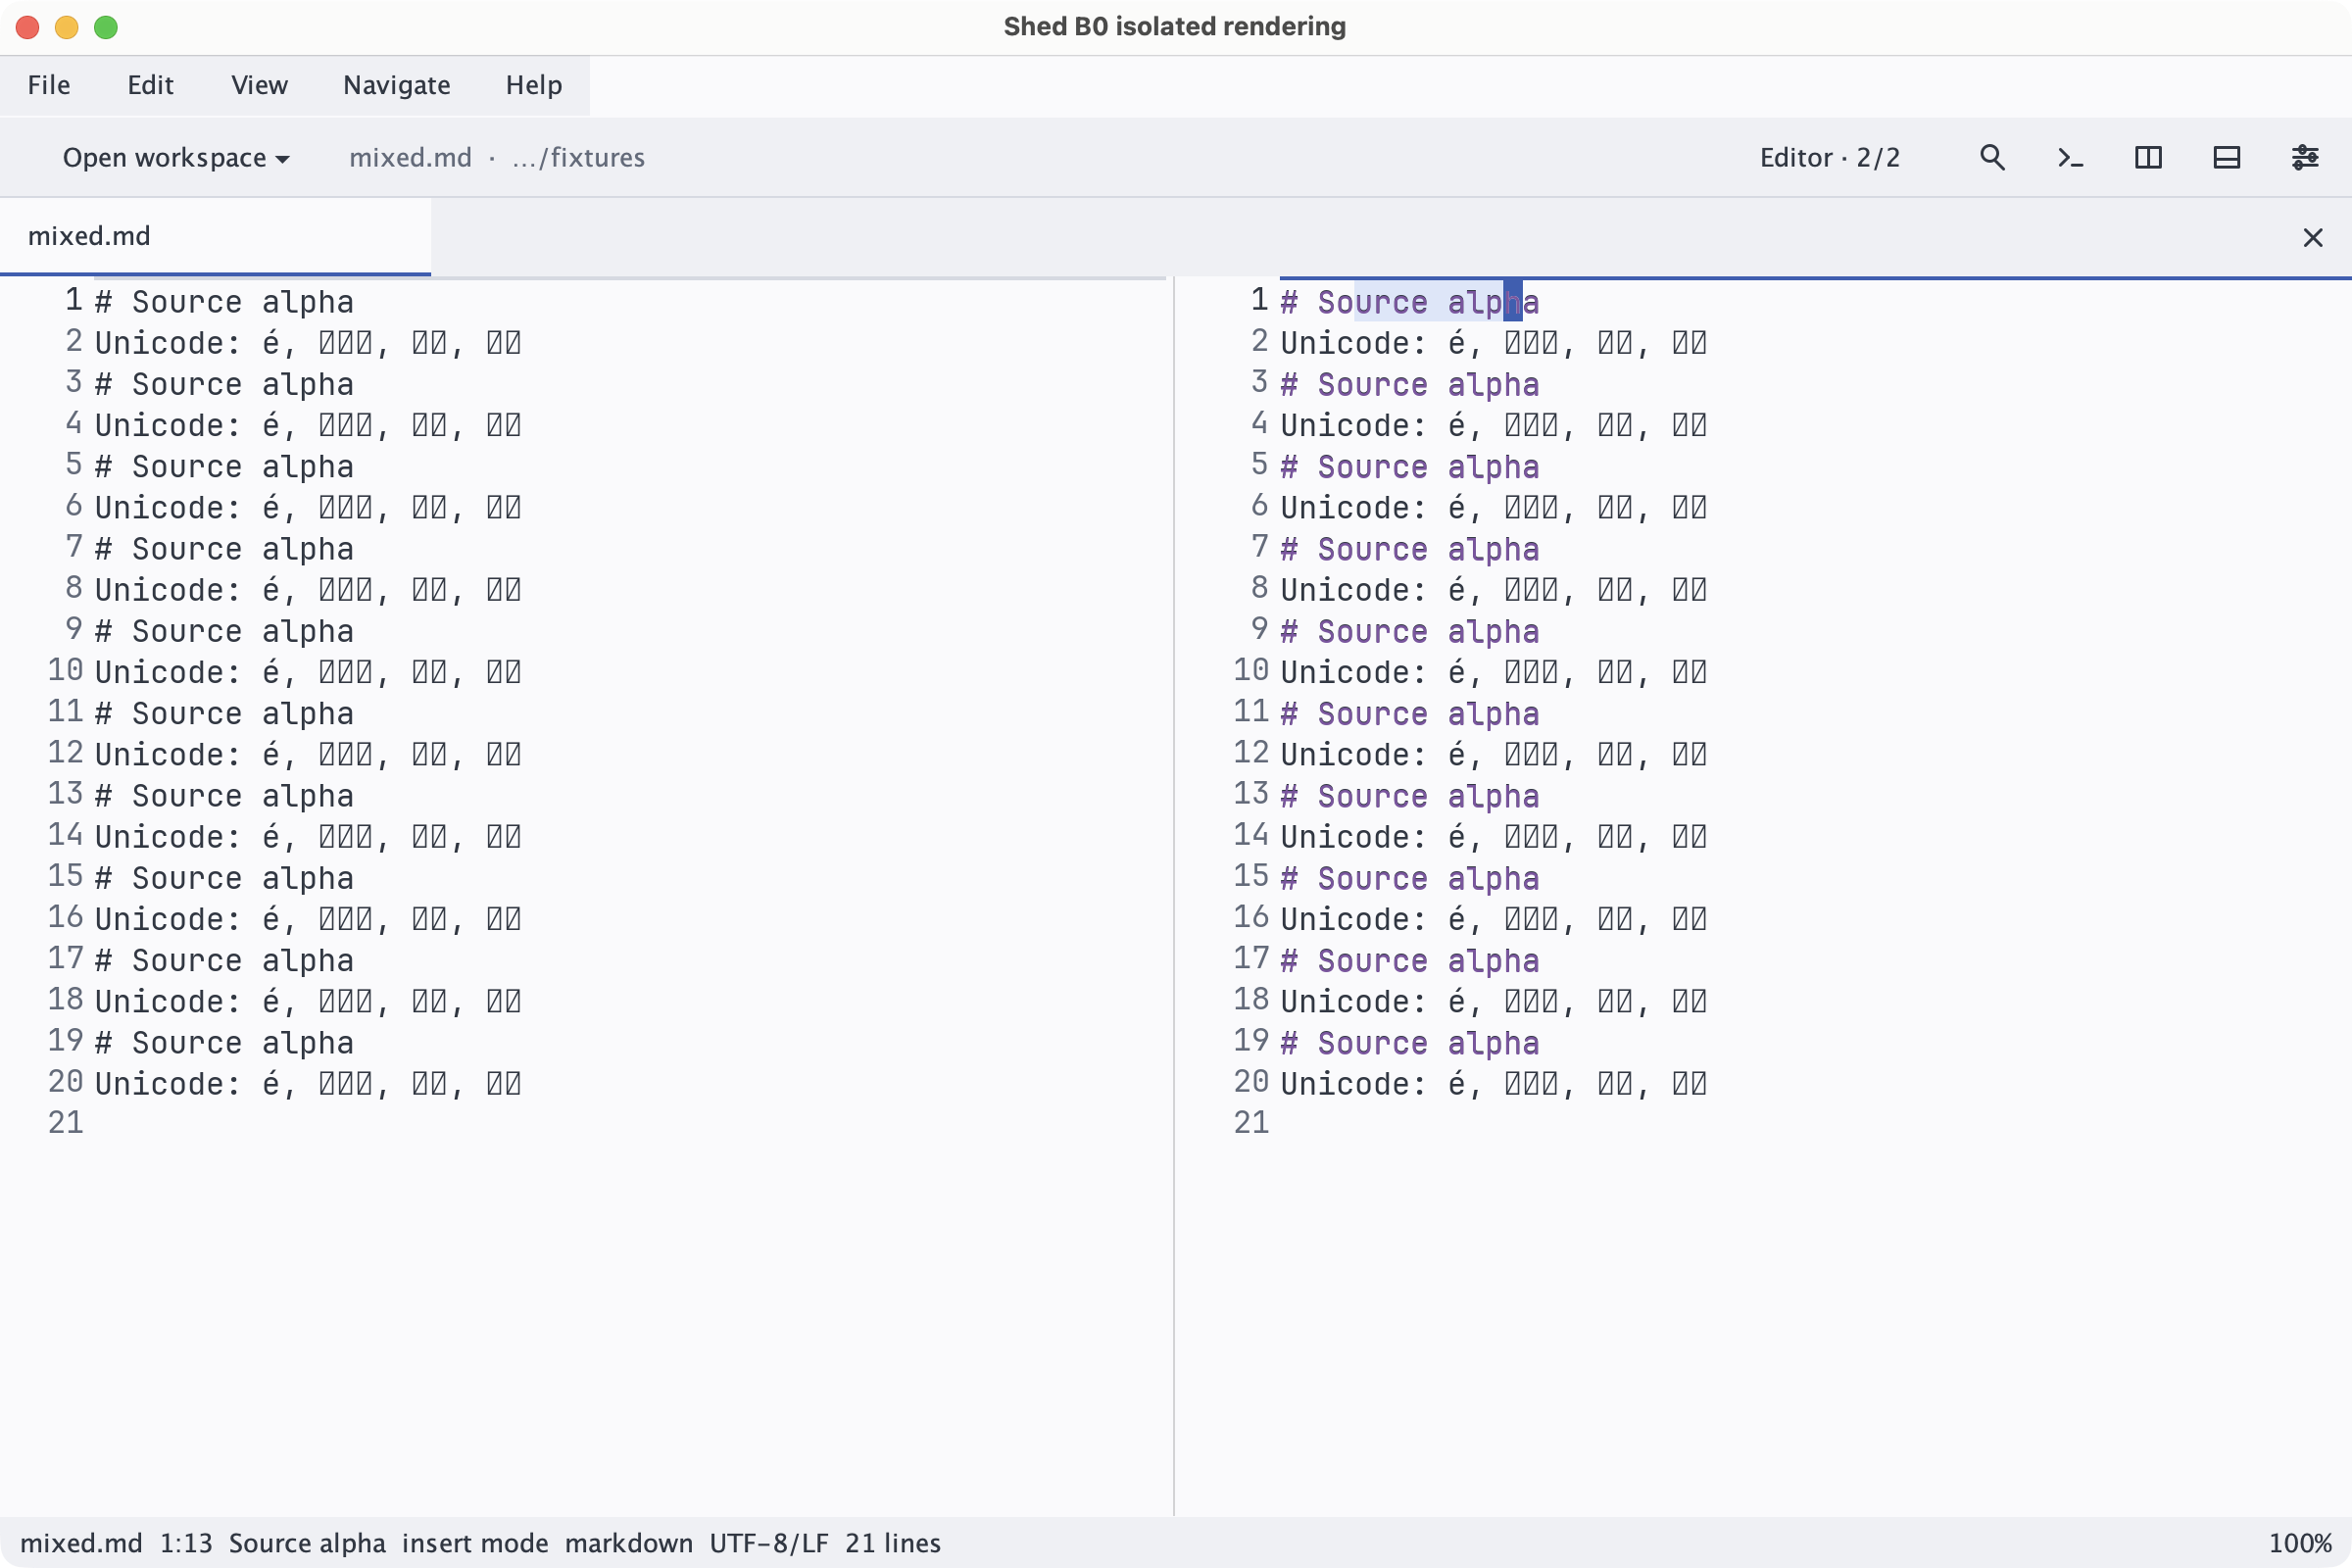 Shed B0 isolated rendering
File Edit View Navigate Help
Open workspace mixed.md · …/fixtures Editor · 2/2
mixed.md
1 # Source alpha
2 Unicode: é, , ,
3 # Source alpha
4 Unicode: é, , ,
5 # Source alpha
6 Unicode: é, , ,
7 # Source alpha
8 Unicode: é, , ,
9 # Source alpha
10 Unicode: é, , ,
11 # Source alpha
12 Unicode: é, , ,
13 # Source alpha
14 Unicode: é, , ,
15 # Source alpha
16 Unicode: é, , ,
17 # Source alpha
18 Unicode: é, , ,
19 # Source alpha
20 Unicode: é, , ,
21
1 # Source alpha
2 Unicode: é, , ,
3 # Source alpha
4 Unicode: é, , ,
5 # Source alpha
6 Unicode: é, , ,
7 # Source alpha
8 Unicode: é, , ,
9 # Source alpha
10 Unicode: é, , ,
11 # Source alpha
12 Unicode: é, , ,
13 # Source alpha
14 Unicode: é, , ,
15 # Source alpha
16 Unicode: é, , ,
17 # Source alpha
18 Unicode: é, , ,
19 # Source alpha
20 Unicode: é, , ,
21
mixed.md 1:13 Source alpha insert mode markdown UTF-8/LF 21 lines 100%